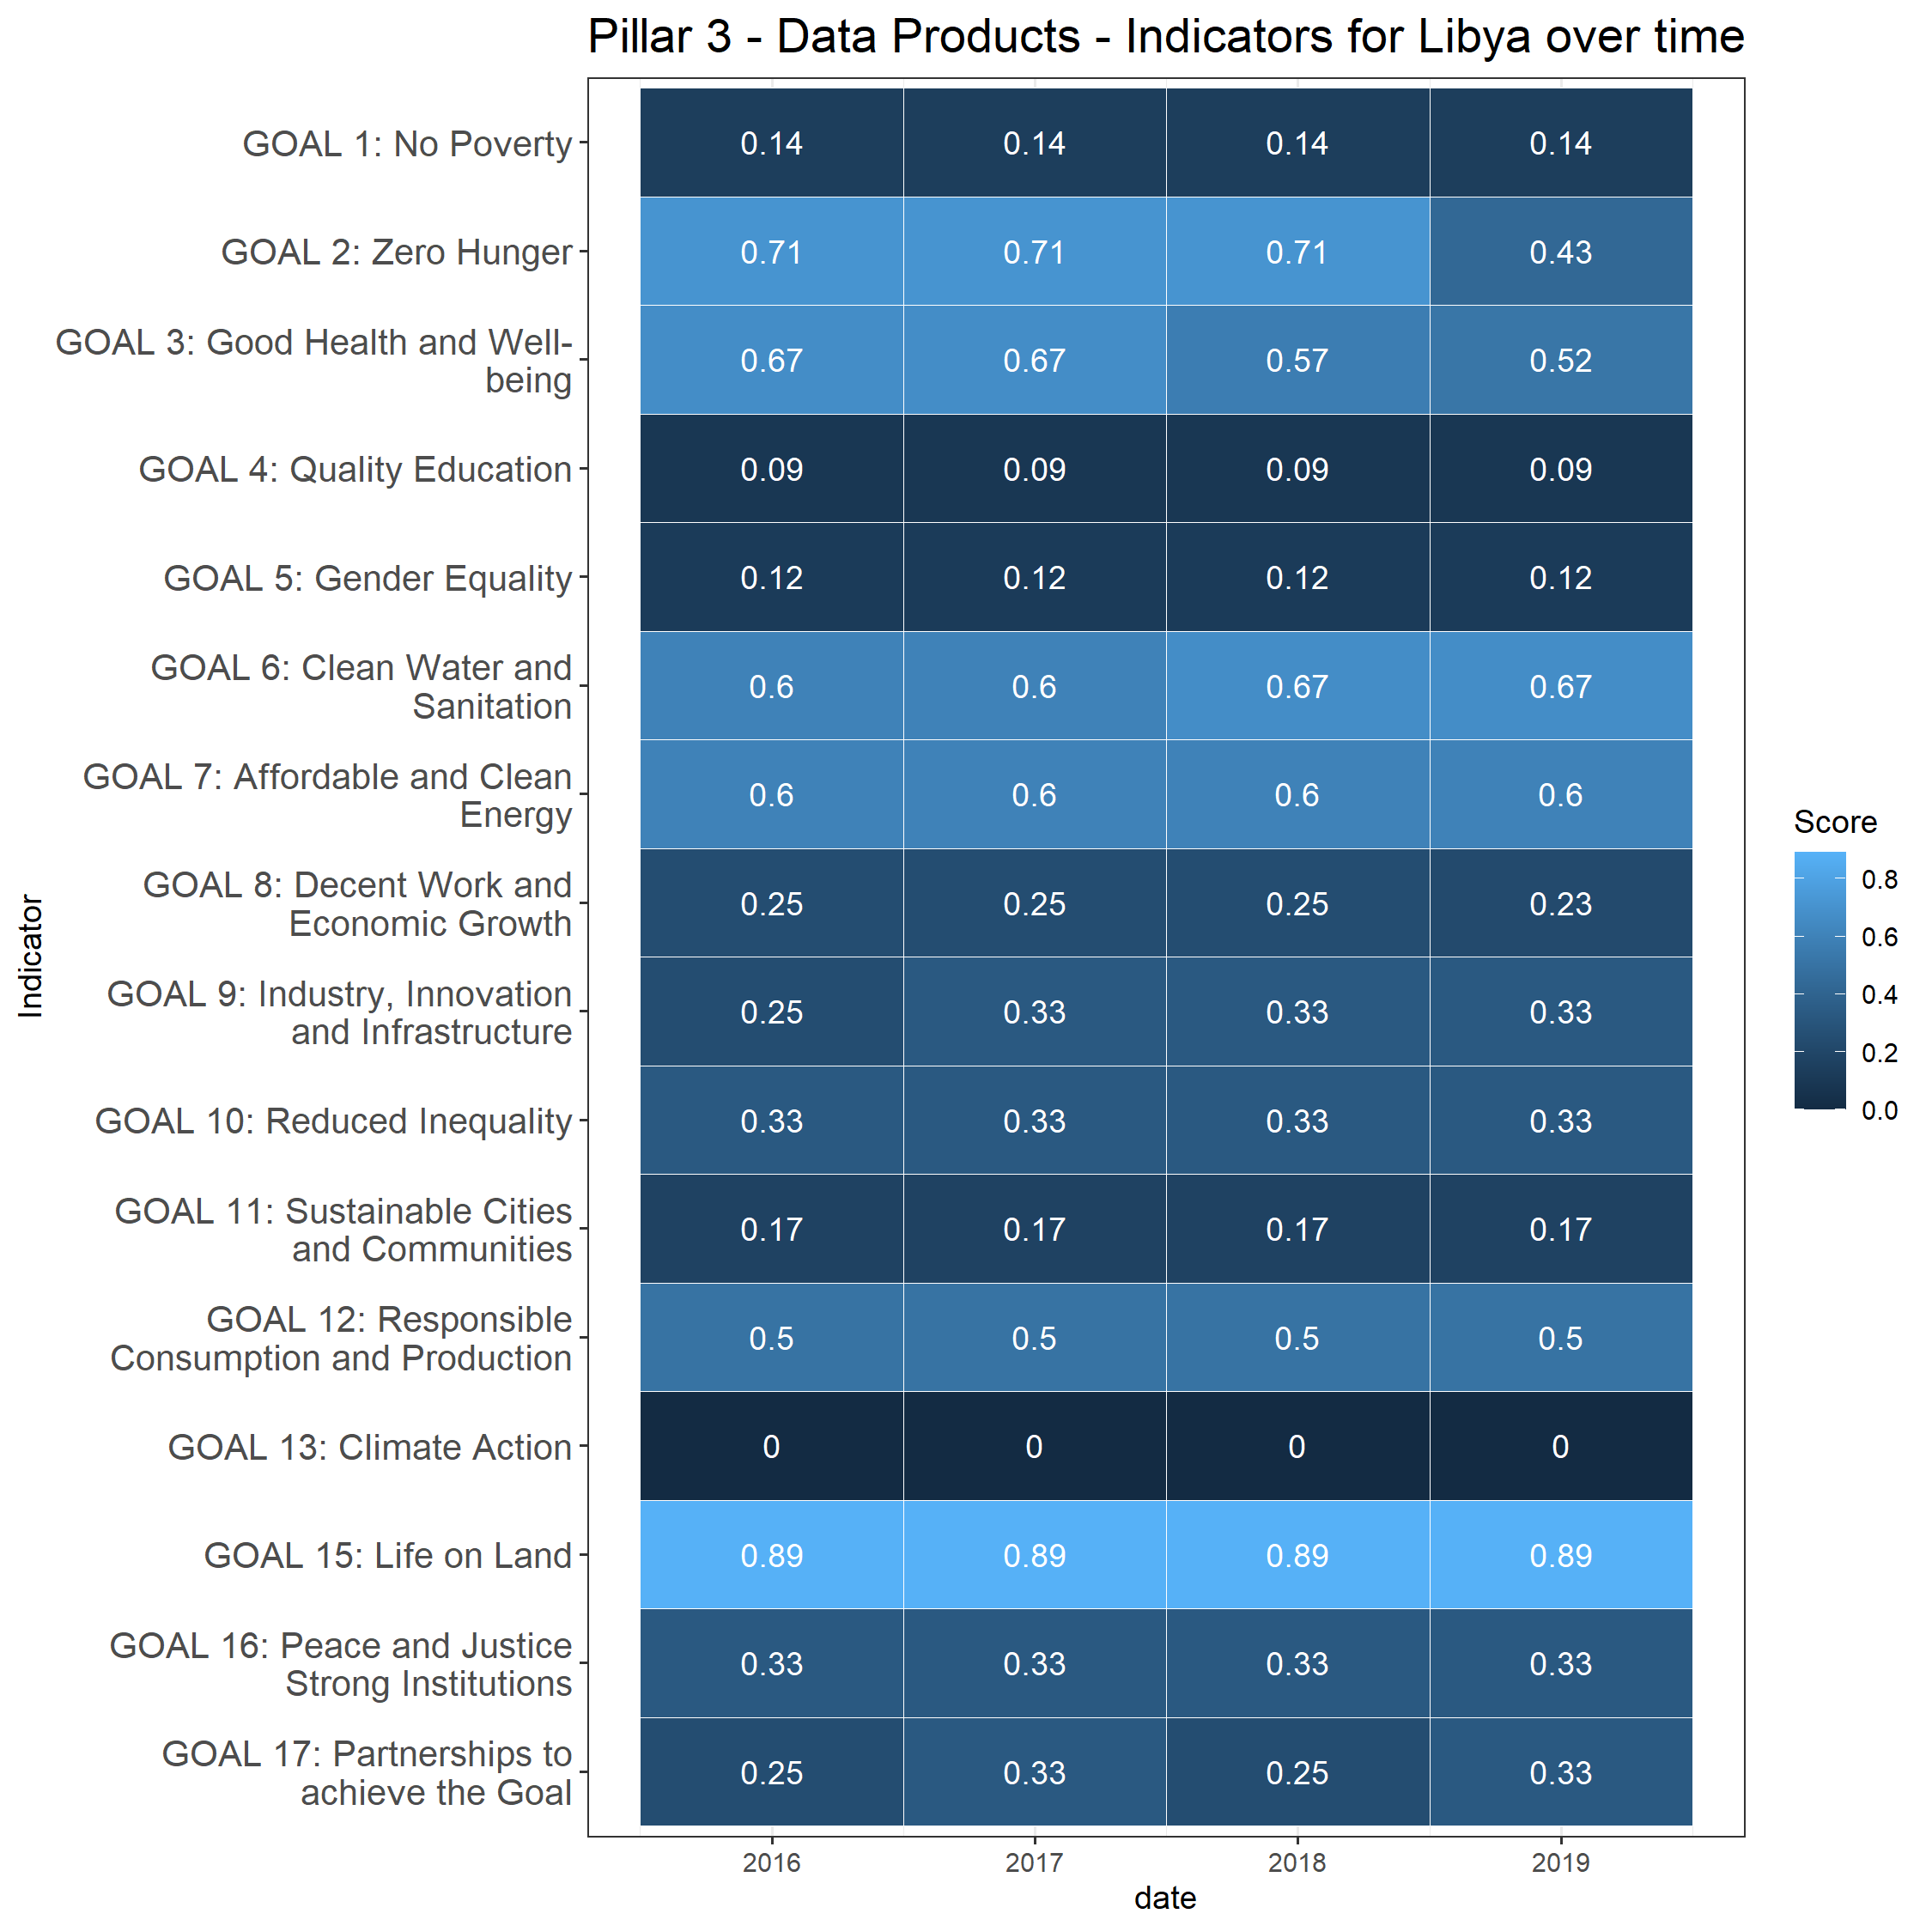 Pillar 3 - Data Products - Indicators for Libya over time
GOAL 1: No Poverty
0.14 0.14 0.14 0.14
GOAL 2: Zero Hunger
0.71 0.71 0.71 0.43
GOAL 3: Good Health and Well-
being
0.67 0.67 0.57 0.52
GOAL 4: Quality Education
0.09 0.09 0.09 0.09
GOAL 5: Gender Equality
0.12 0.12 0.12 0.12
GOAL 6: Clean Water and
Sanitation
0.6 0.6 0.67 0.67
GOAL 7: Affordable and Clean
Energy
0.6 0.6 0.6 0.6
GOAL 8: Decent Work and
Economic Growth
0.25 0.25 0.25 0.23
GOAL 9: Industry, Innovation
and Infrastructure
0.25 0.33 0.33 0.33
GOAL 10: Reduced Inequality
0.33 0.33 0.33 0.33
GOAL 11: Sustainable Cities
and Communities
0.17 0.17 0.17 0.17
GOAL 12: Responsible
Consumption and Production
0.5 0.5 0.5 0.5
GOAL 13: Climate Action
0 0 0 0
GOAL 15: Life on Land
0.89 0.89 0.89 0.89
GOAL 16: Peace and Justice
Strong Institutions
0.33 0.33 0.33 0.33
GOAL 17: Partnerships to
achieve the Goal
0.25 0.33 0.25 0.33
2016 2017 2018 2019
date
Indicator
Score
0.8
0.6
0.4
0.2
0.0